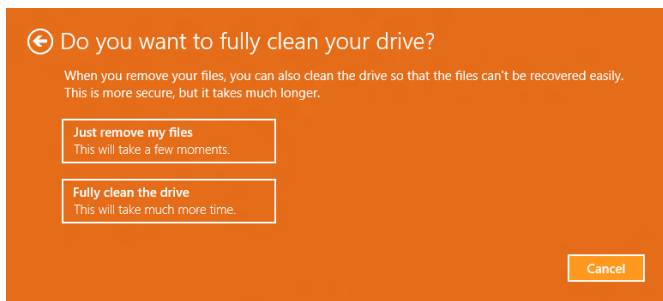 Do you want to fully clean your drive?
When you remove your files, you can also clean the drive so that the files can't be recovered easily.
This is more secure, but it takes much longer.
Just remove my files
This will take a few moments.
Fully clean the drive
This will take much more time.
Cancel